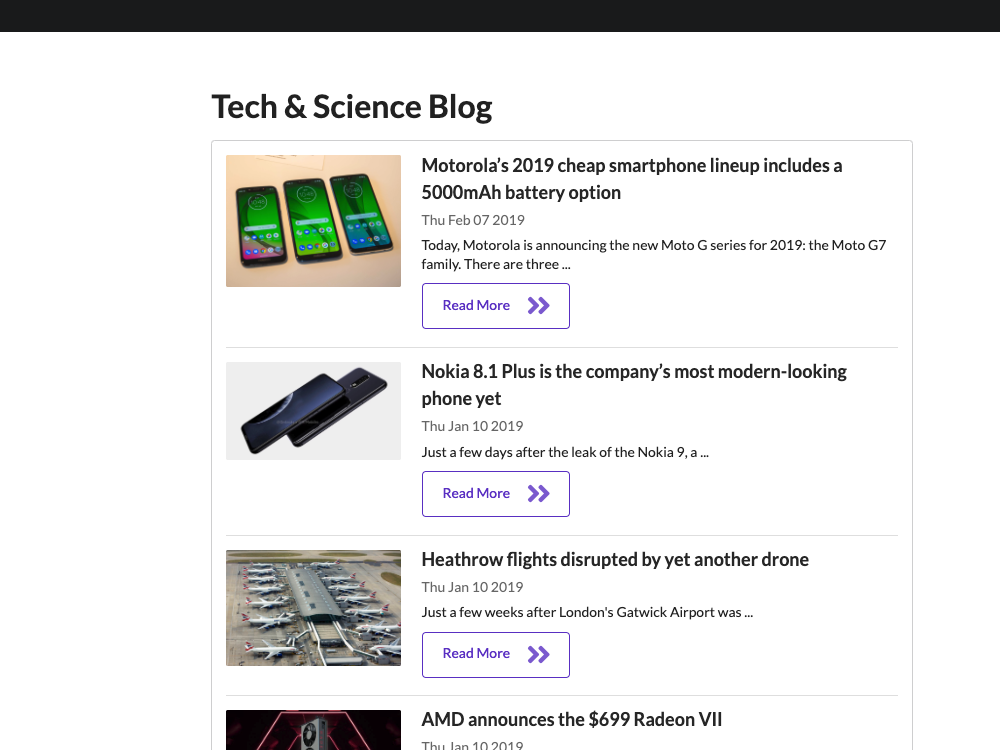 Tech & Science Blog
Motorola’s 2019 cheap smartphone lineup includes a
5000mAh battery option
Thu Feb 07 2019
Today, Motorola is announcing the new Moto G series for 2019: the Moto G7
family. There are three ...
Read More
Nokia 8.1 Plus is the company’s most modern-looking
phone yet
Thu Jan 10 2019
Just a few days after the leak of the Nokia 9, a ...
Read More
Heathrow flights disrupted by yet another drone
Thu Jan 10 2019
Just a few weeks after London's Gatwick Airport was ...
Read More
AMD announces the $699 Radeon VII
Thu Jan 10 2019